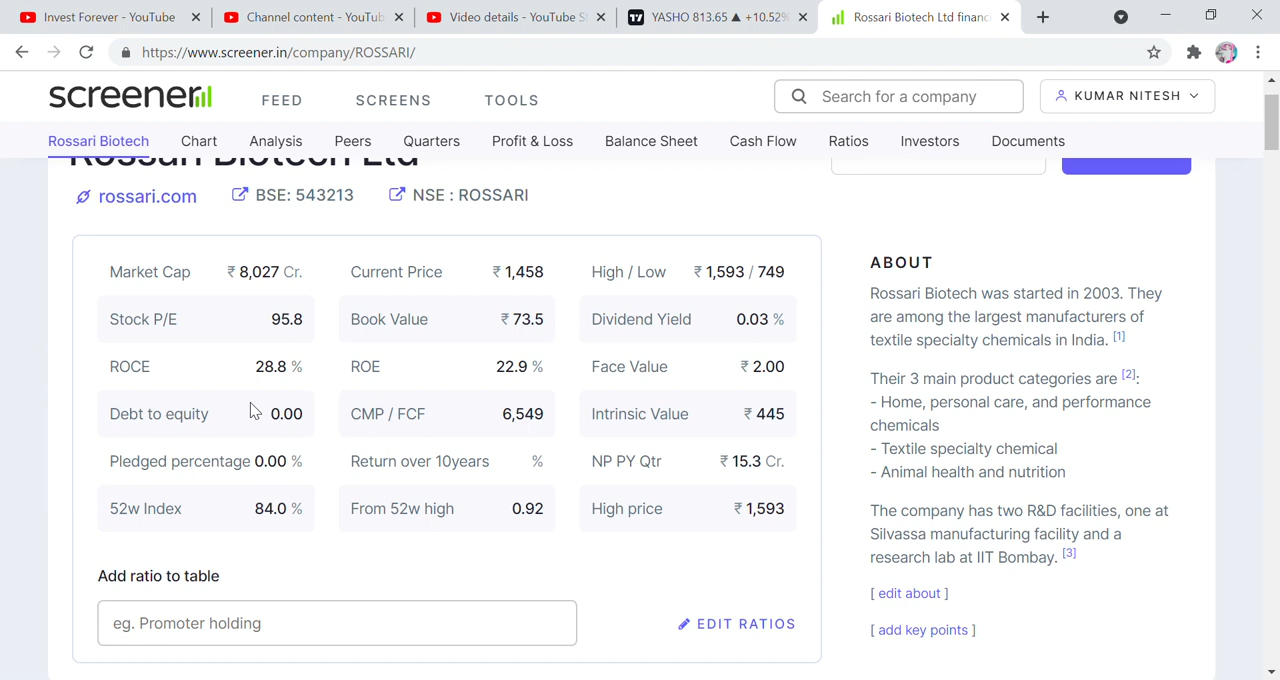 Invest Forever - YouTube
Channel content - YouTub
Video details - YouTube S
YASHO 813.65 ▲ +10.52%
Rossari Biotech Ltd financ
https://www.screener.in/company/ROSSARI/
screener
FEED
SCREENS
TOOLS
Search for a company
KUMAR NITESH
Rossari Biotech
Chart
Analysis
Peers
Quarters
Profit & Loss
Balance Sheet
Cash Flow
Ratios
Investors
Documents
Rossari Biotech Ltd
rossari.com
BSE: 543213
NSE : ROSSARI
Market Cap ₹ 8,027 Cr.
Current Price ₹ 1,458
High / Low ₹ 1,593 / 749
Stock P/E 95.8
Book Value ₹ 73.5
Dividend Yield 0.03 %
ROCE 28.8 %
ROE 22.9 %
Face Value ₹ 2.00
Debt to equity 0.00
CMP / FCF 6,549
Intrinsic Value ₹ 445
Pledged percentage 0.00 %
Return over 10years %
NP PY Qtr ₹ 15.3 Cr.
52w Index 84.0 %
From 52w high 0.92
High price ₹ 1,593
Add ratio to table
eg. Promoter holding
EDIT RATIOS
ABOUT
Rossari Biotech was started in 2003. They
are among the largest manufacturers of
textile specialty chemicals in India. [1]
Their 3 main product categories are [2]:
- Home, personal care, and performance
chemicals
- Textile specialty chemical
- Animal health and nutrition
The company has two R&D facilities, one at
Silvassa manufacturing facility and a
research lab at IIT Bombay. [3]
[ edit about ]
[ add key points ]